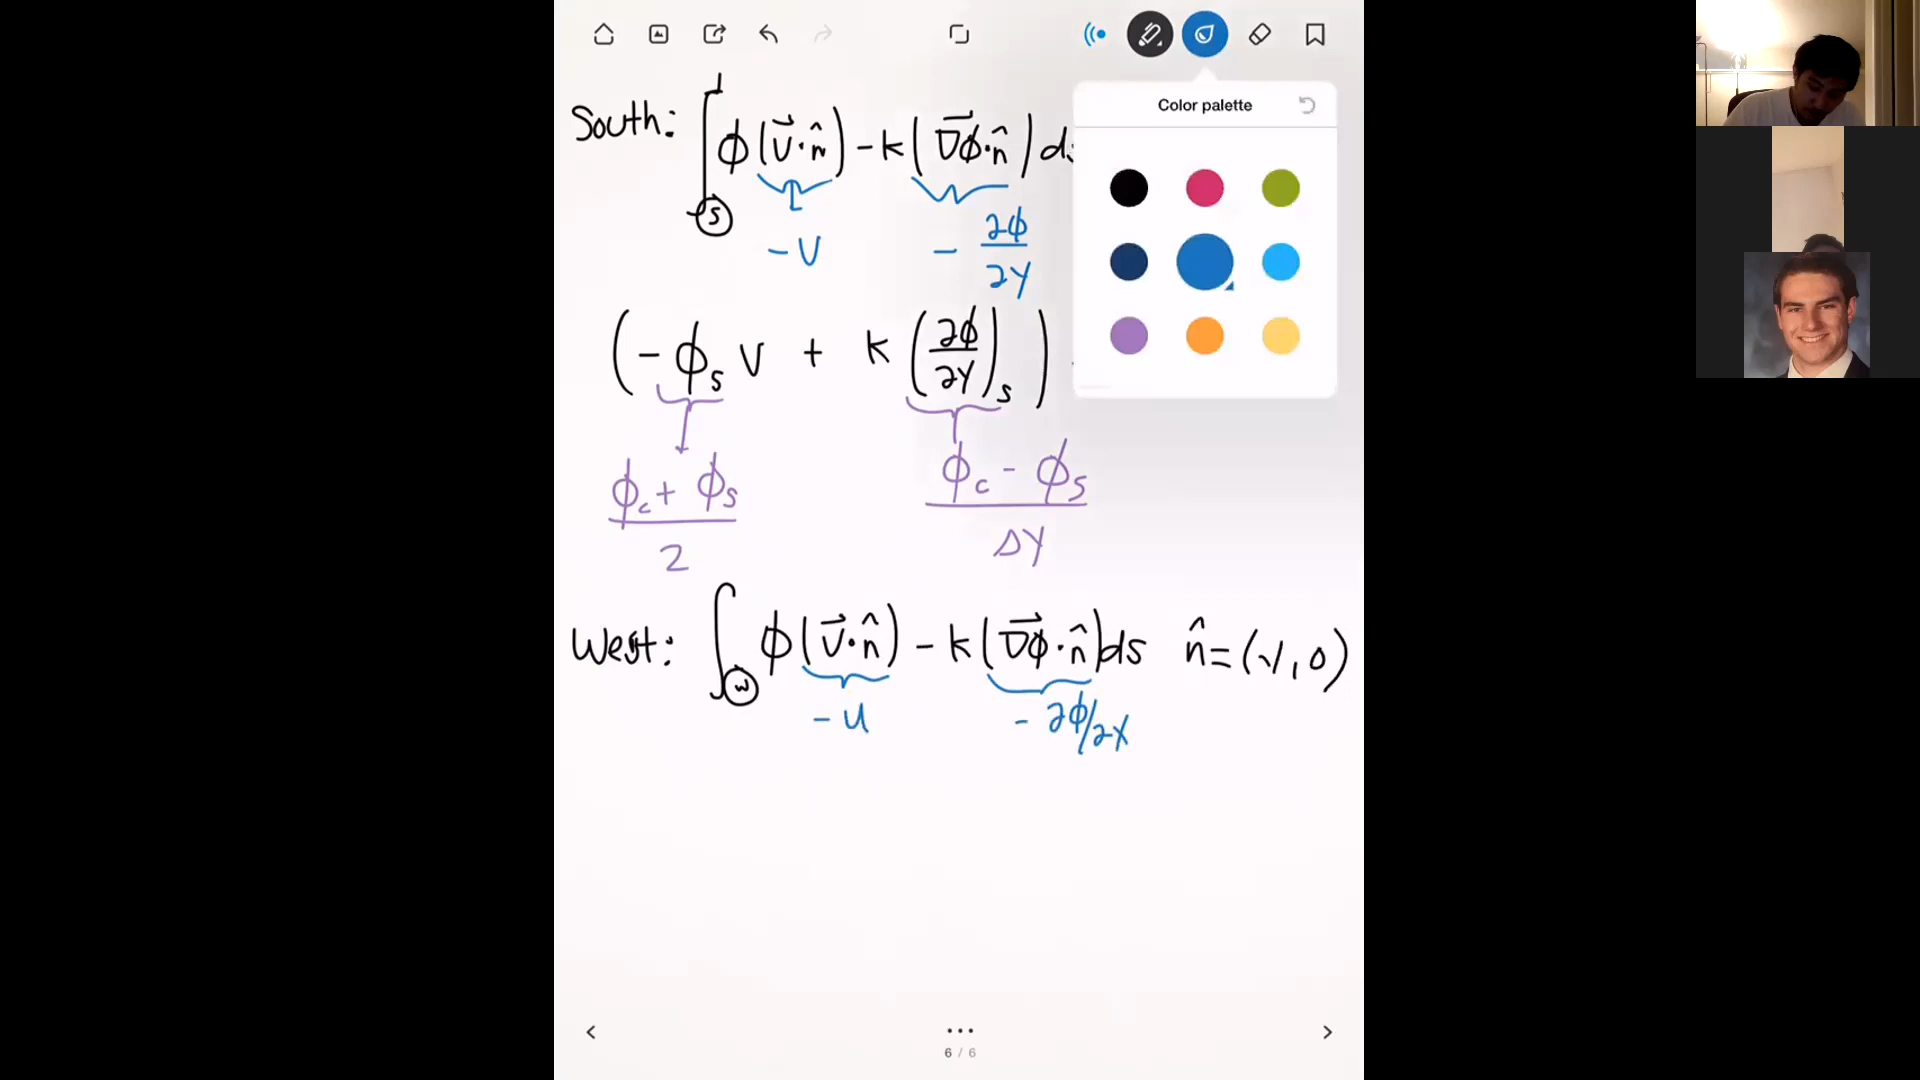 Color palette
South: ∫_S ϕ(v⃗·n̂) - k(∇⃗ϕ·n̂) ds
-V
- ∂ϕ/∂y
(-ϕ_s V + k(∂ϕ/∂y)_s)
(ϕ_c + ϕ_s)/2
(ϕ_c - ϕ_s)/Δy
West: ∫_w ϕ(v⃗·n̂) - k(∇⃗ϕ·n̂)ds n̂=(-1, 0)
-u
- ∂ϕ/∂x
6 / 6